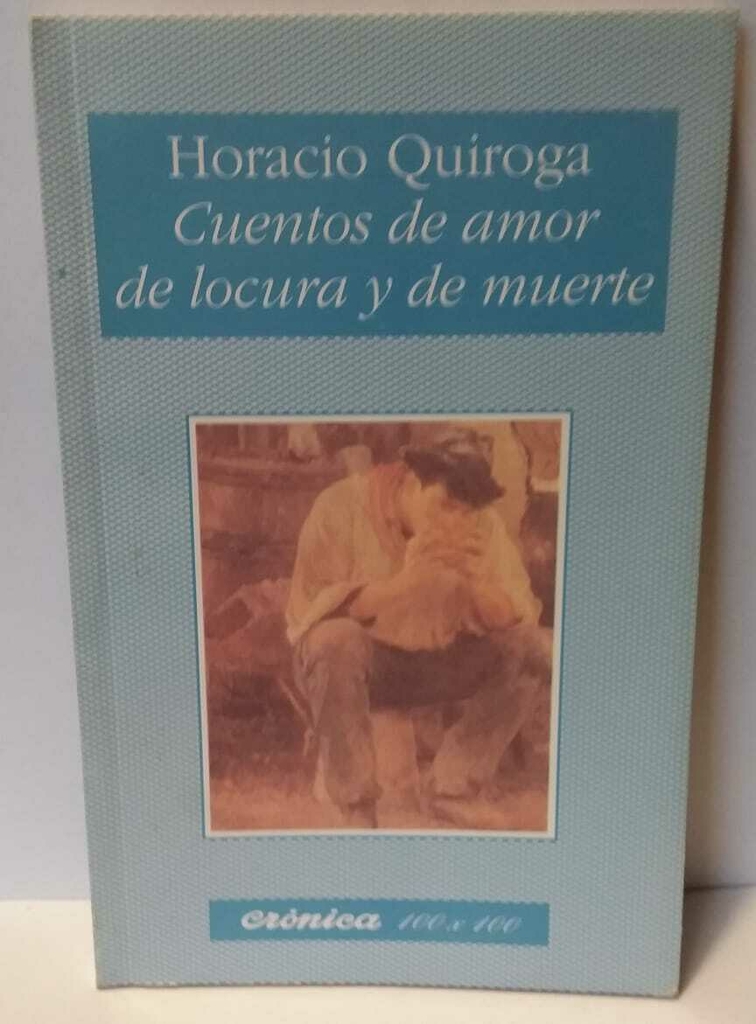 Horacio Quiroga
Cuentos de amor
de locura y de muerte
crónica 100 x 100